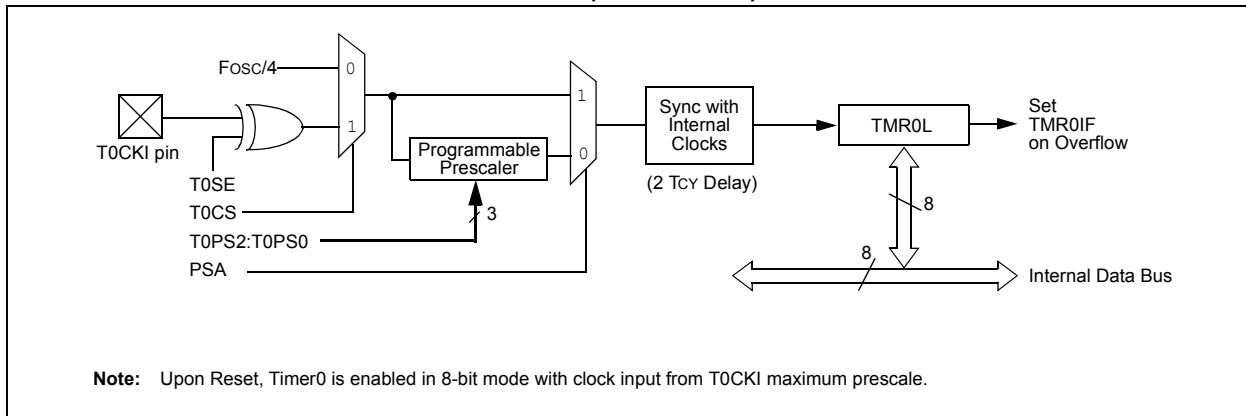 Fosc/4
0
1
T0CKI pin
T0SE
T0CS
T0PS2:T0PS0
PSA
Programmable
Prescaler
3
1
0
Sync with
Internal
Clocks
(2 TCY Delay)
TMR0L
Set
TMR0IF
on Overflow
8
8
Internal Data Bus
Note: Upon Reset, Timer0 is enabled in 8-bit mode with clock input from T0CKI maximum prescale.